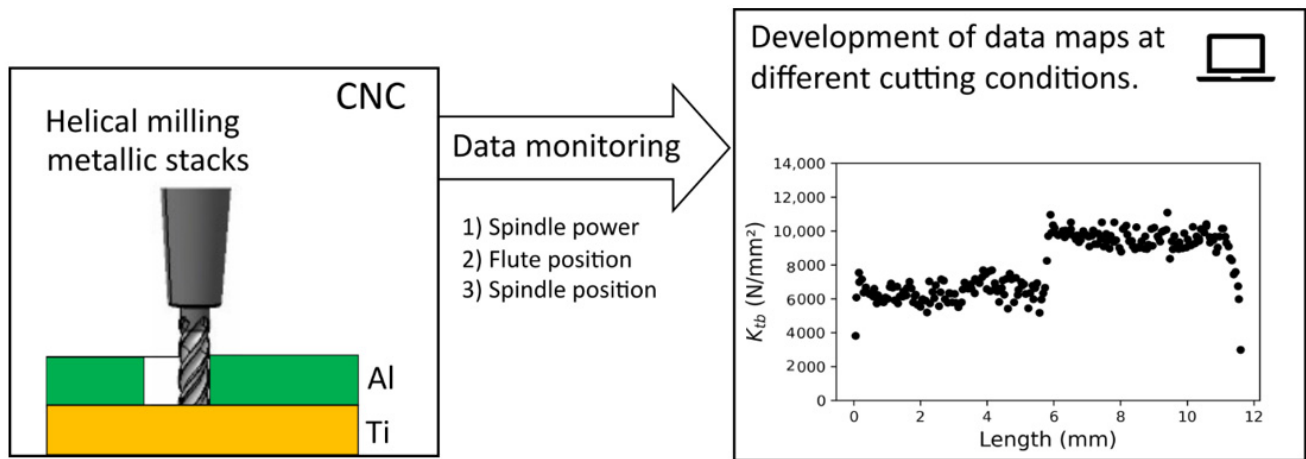 CNC
Helical milling
metallic stacks
Al
Ti
Data monitoring
1) Spindle power
2) Flute position
3) Spindle position
Development of data maps at
different cutting conditions.
14,000
12,000
10,000
8000
6000
4000
2000
0
K_tb (N/mm²)
0 2 4 6 8 10 12
Length (mm)